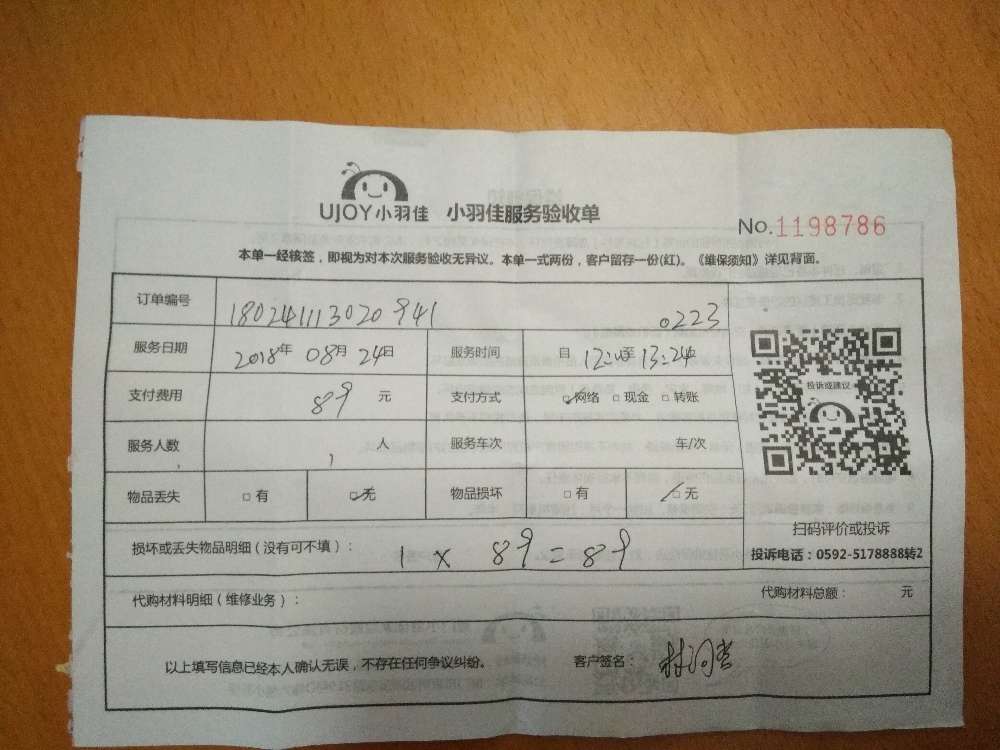 UJOY小羽佳 小羽佳服务验收单
No.1198786
本单一经核签,即视为对本次服务验收无异议。本单一式两份,客户留存一份(红)。《维保须知》详见背面。
订单编号 18024111302 0941 0223
服务日期 2018年 08月 24日 服务时间 自 至 13:24止
支付费用 89 元 支付方式 ☑网络 □现金 □转账
服务人数 1 人 服务车次 车/次
物品丢失 □有 ☑无 物品损坏 □有 ☑无
投诉或建议
扫码评价或投诉
投诉电话:0592-5178888转2
损坏或丢失物品明细(没有可不填): 1 x 89 = 89
代购材料明细(维修业务): 代购材料总额: 元
以上填写信息已经本人确认无误,不存在任何争议纠纷。 客户签名: